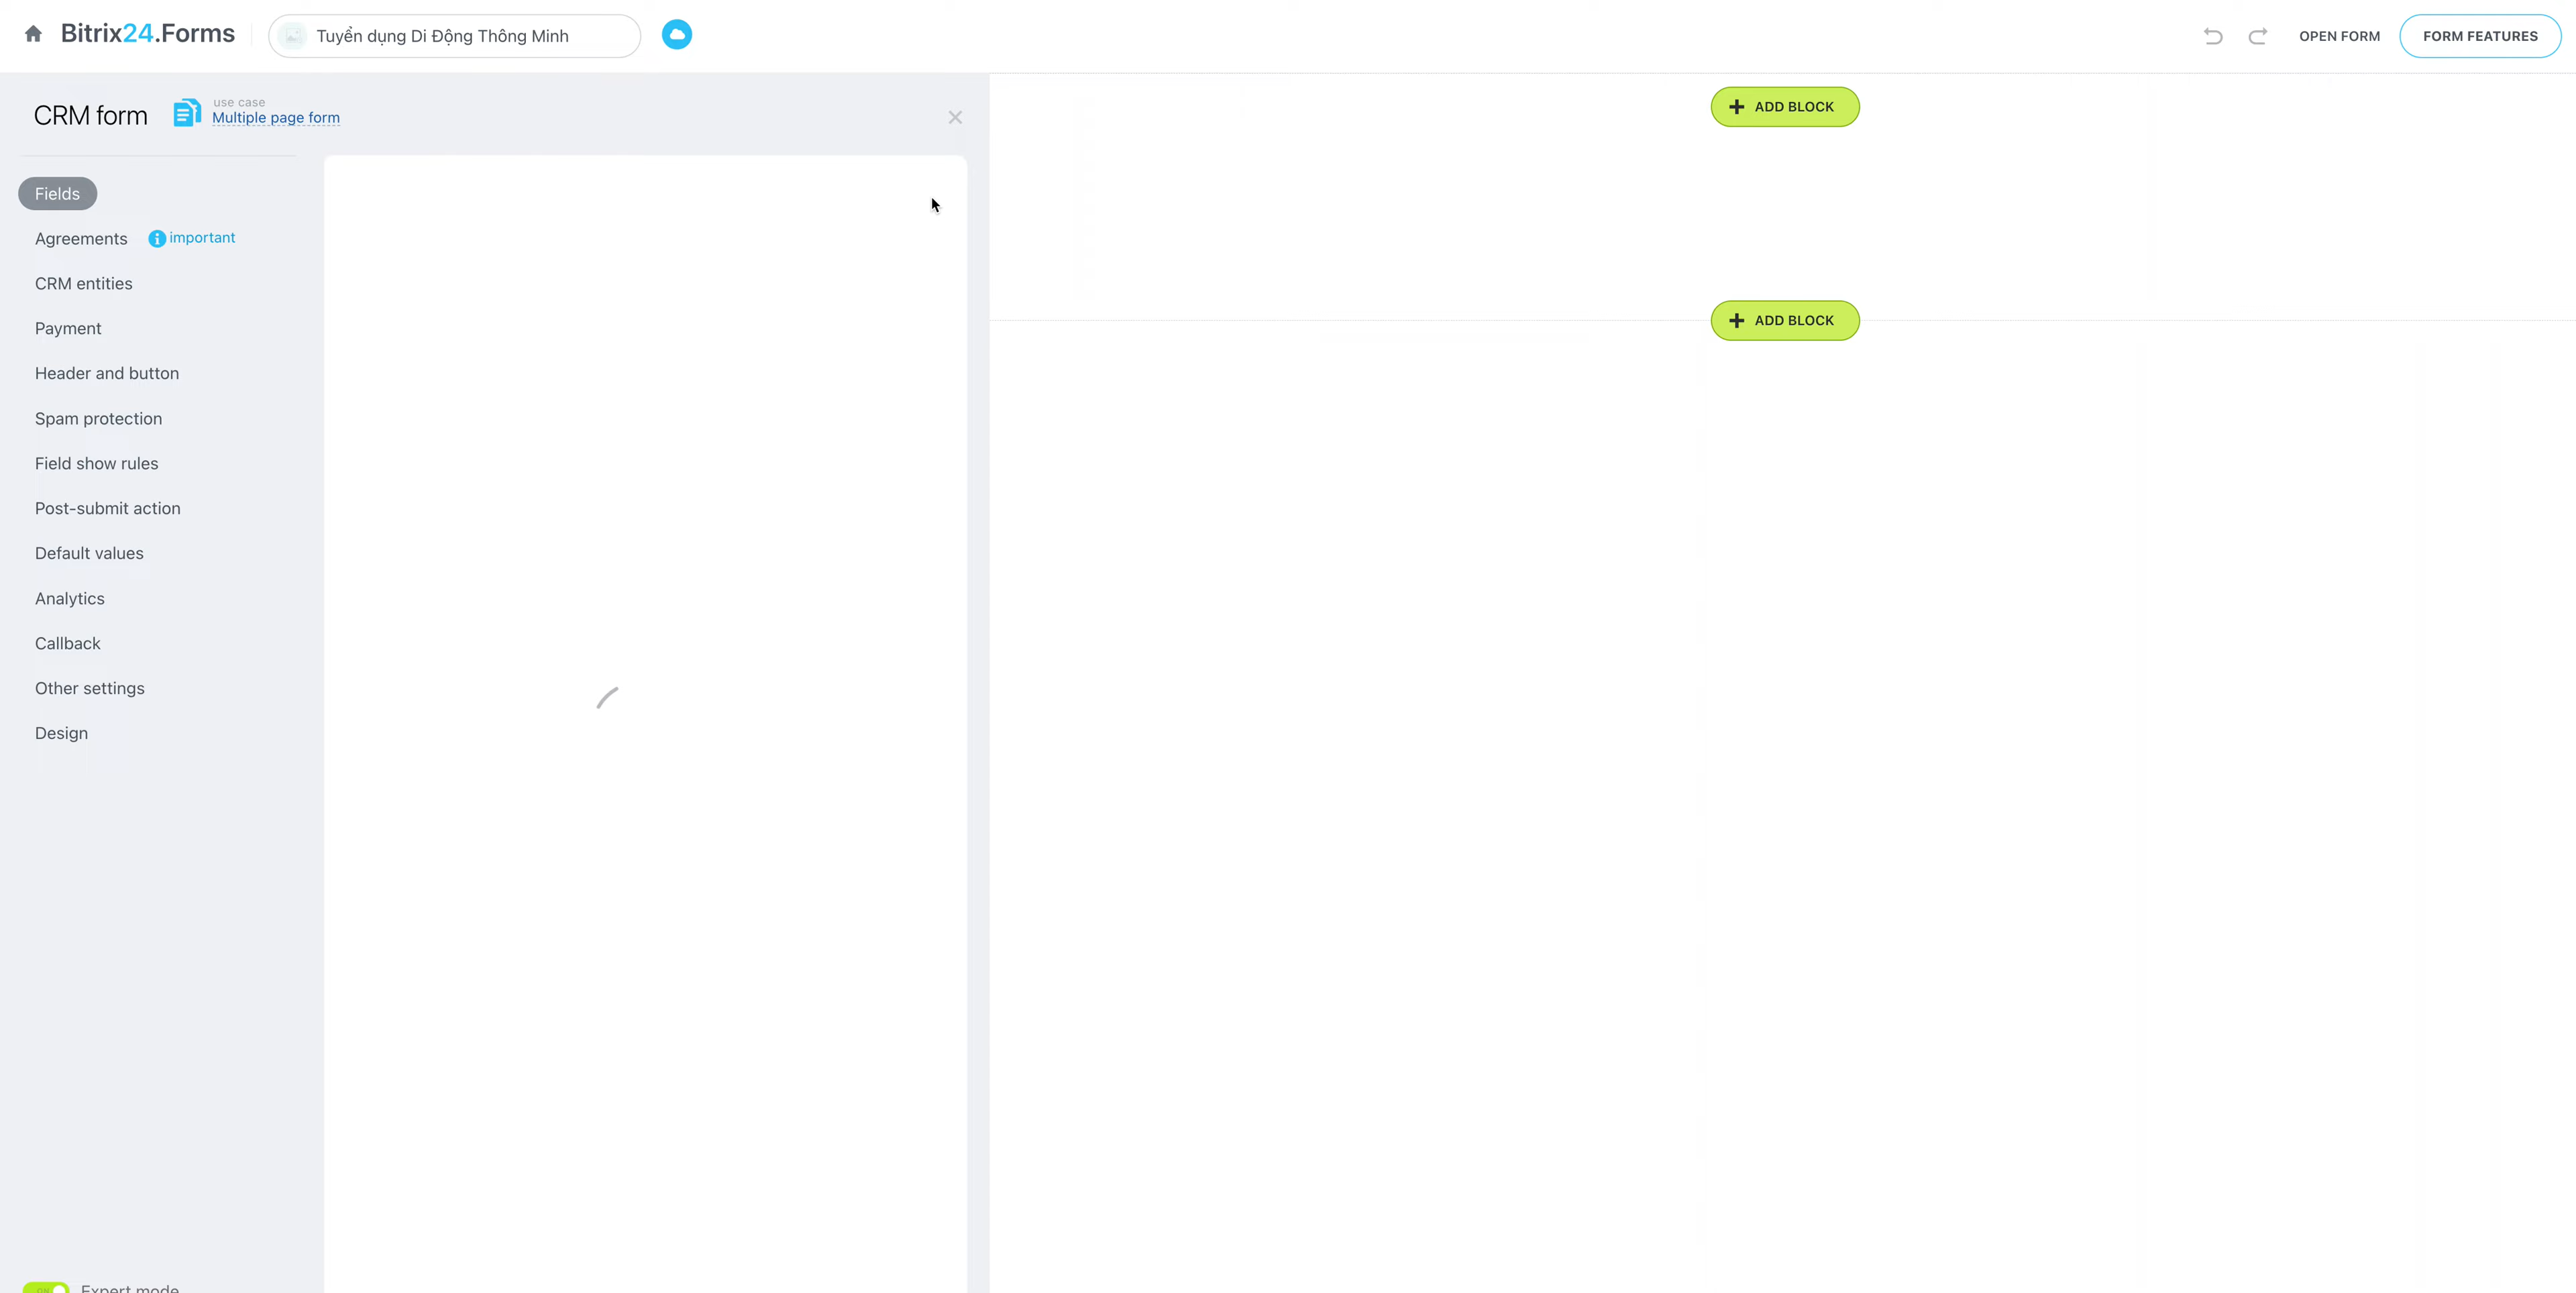 Bitrix24.Forms
Tuyển dụng Di Động Thông Minh
OPEN FORM
FORM FEATURES
CRM form
use case
Multiple page form
ADD BLOCK
Fields
Agreements
important
CRM entities
ADD BLOCK
Payment
Header and button
Spam protection
Field show rules
Post-submit action
Default values
Analytics
Callback
Other settings
Design
ON
Expert mode